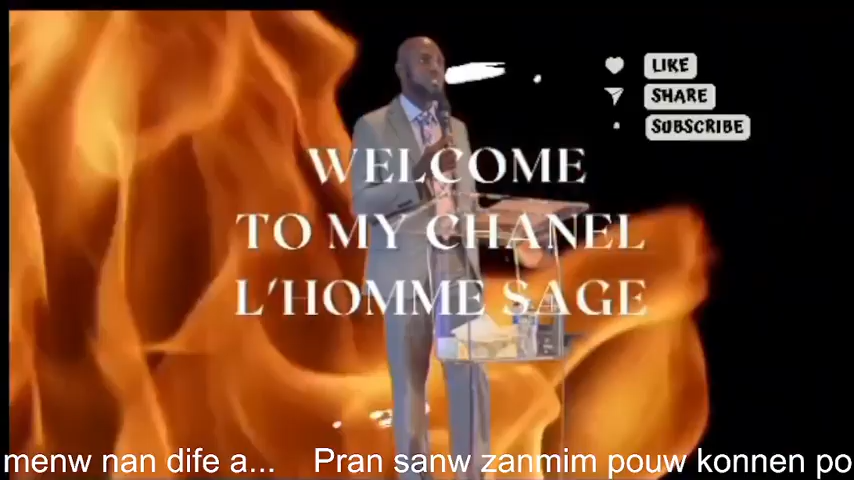 LIKE
SHARE
SUBSCRIBE
WELCOME
TO MY CHANEL
L'HOMME SAGE
menw nan dife a... Pran sanw zanmim pouw konnen po